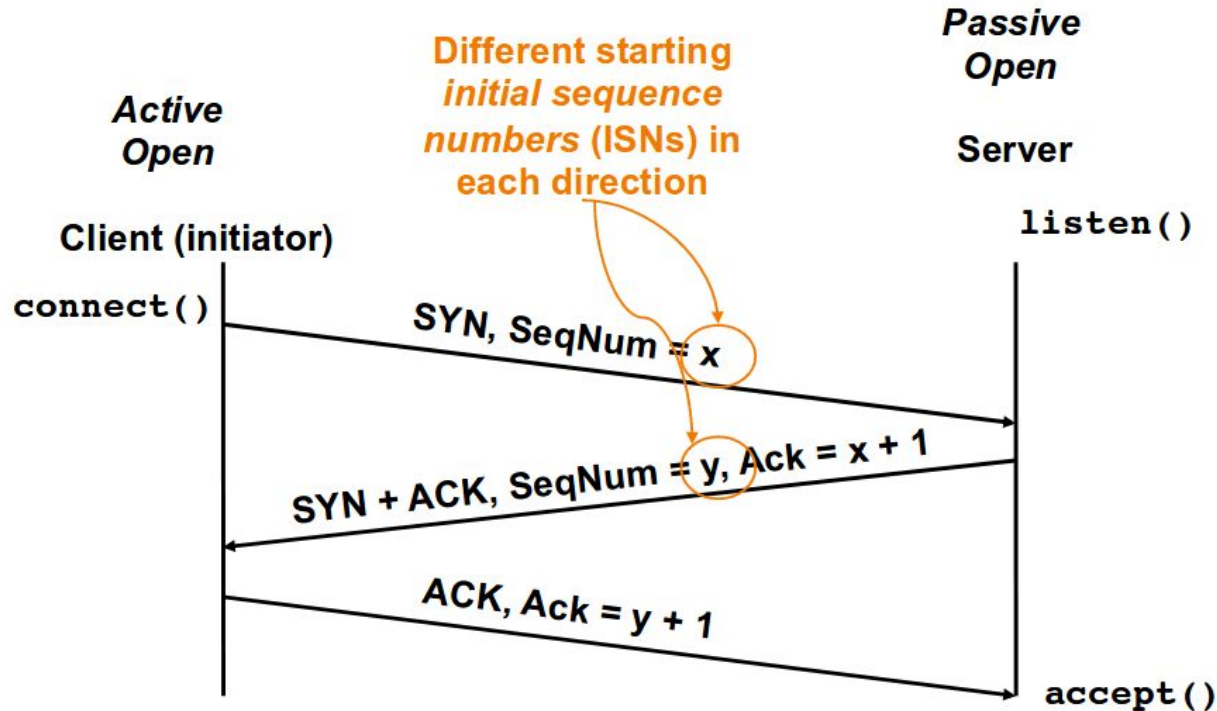 Different starting
initial sequence
numbers (ISNs) in
each direction
Passive
Open
Active
Open
Server
Client (initiator)
listen()
connect()
SYN, SeqNum = x
SYN + ACK, SeqNum = y, Ack = x + 1
ACK, Ack = y + 1
accept()